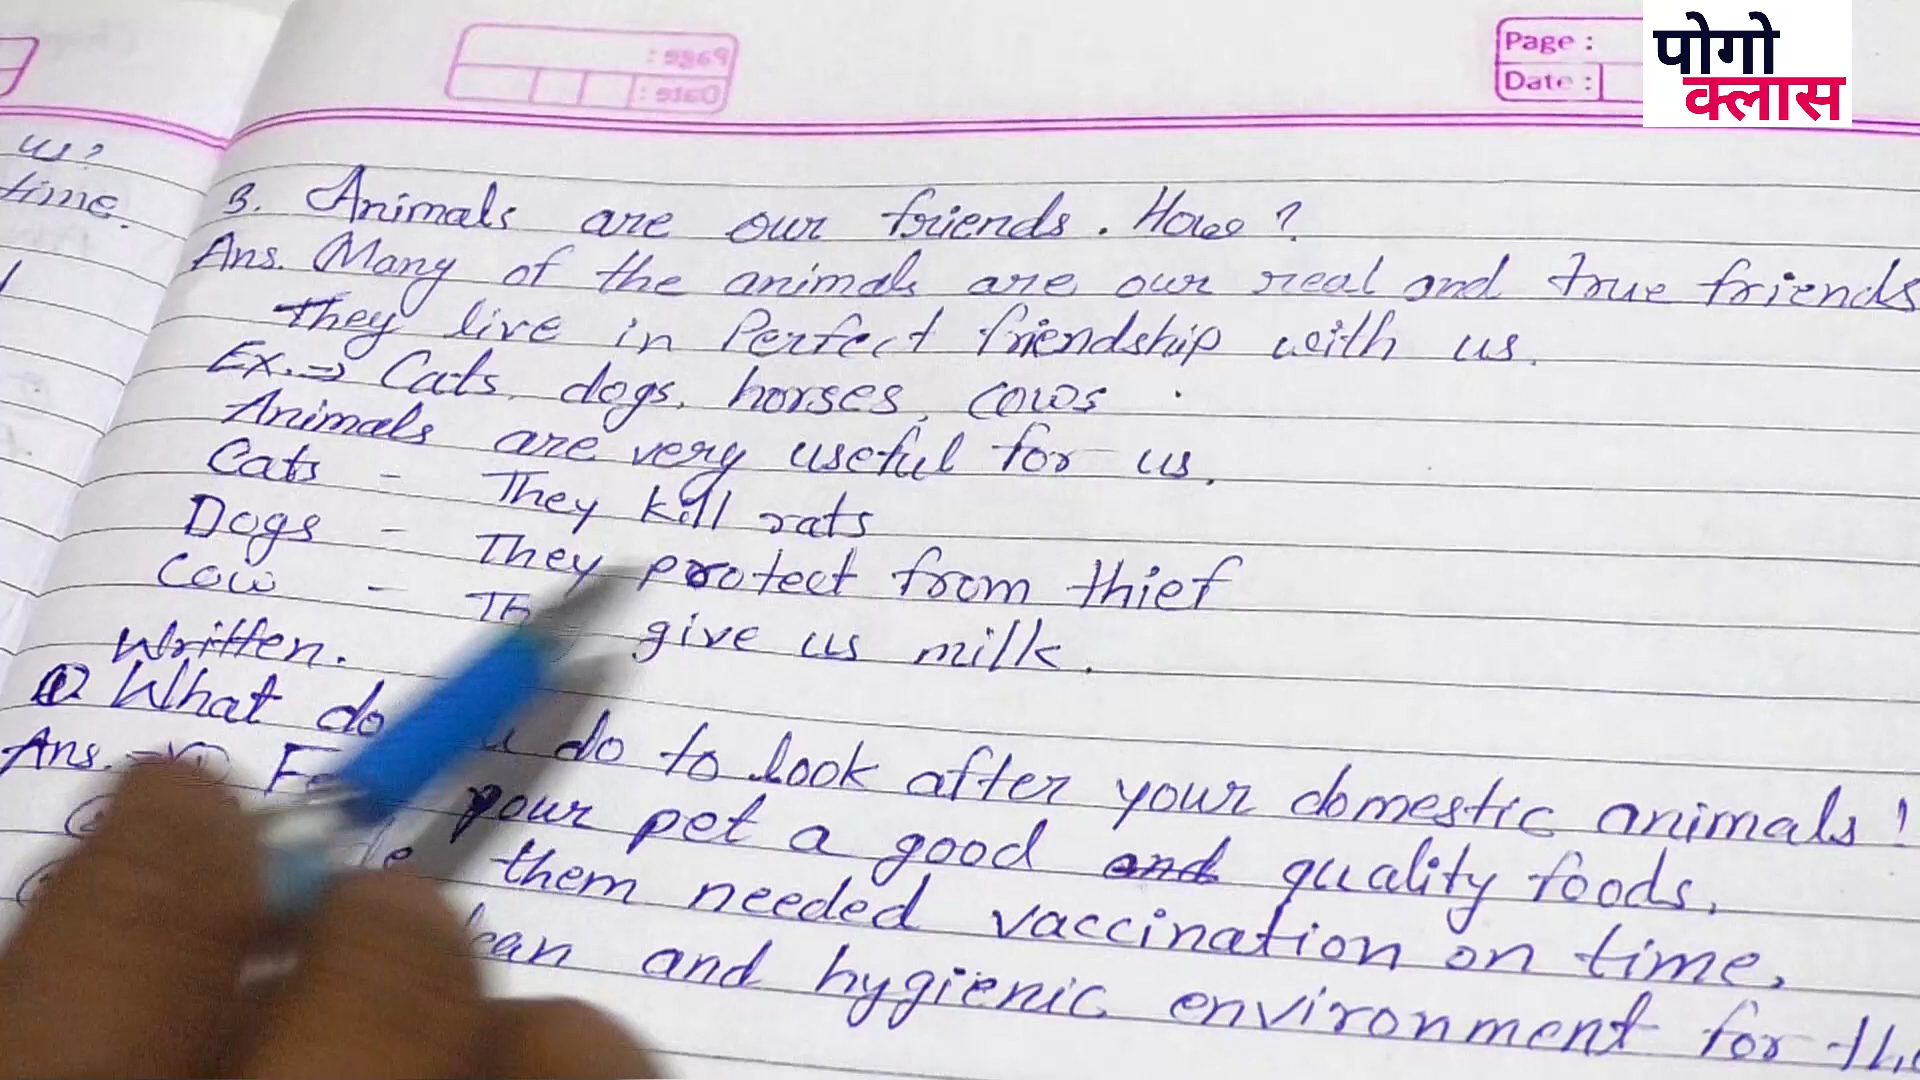 Page :
Date :
पोगो
क्लास
us?
time.
3. Animals are our friends. How?
Ans. Many of the animals are our real and true friends
They live in Perfect friendship with us.
Ex. ⇒ Cats, dogs, horses, cows.
Animals are very useful for us.
Cats - They kill rats
Dogs - They protect from thief
Cow - give us milk.
Written.
① What do do to look after your domestic animals!
Ans. → ① your pet a good and quality foods.
them needed vaccination on time.
and hygienic environment for